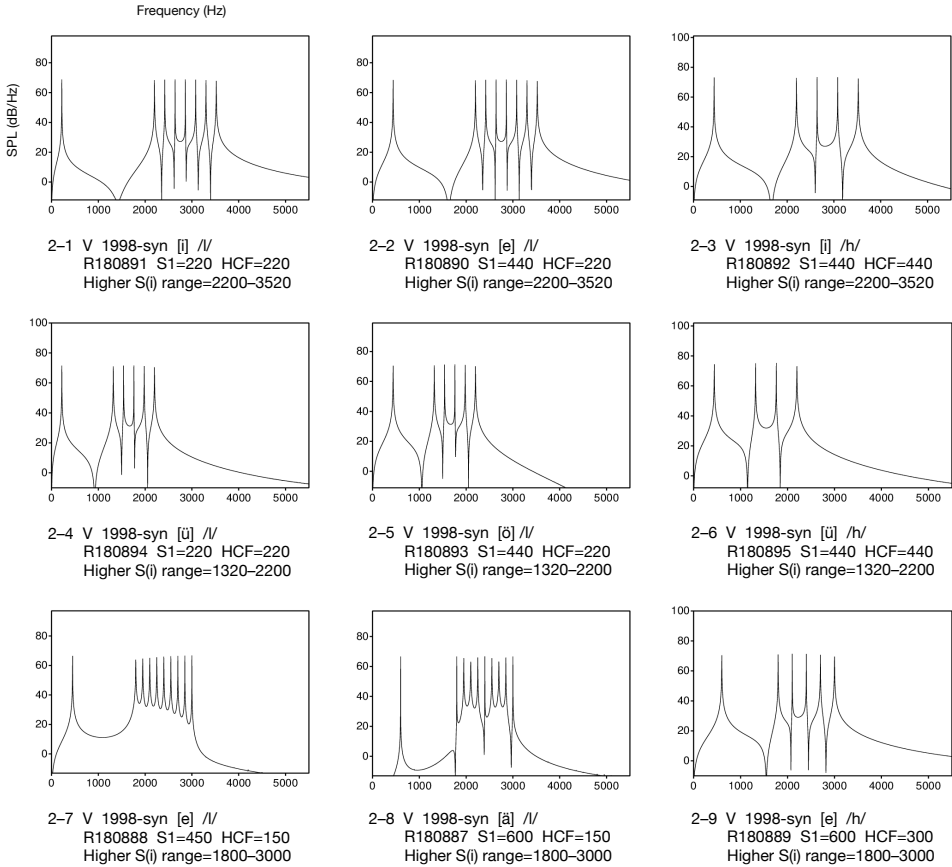 Frequency (Hz)
SPL (dB/Hz)
80 60 40 20 0
0 1000 2000 3000 4000 5000
80 60 40 20 0
0 1000 2000 3000 4000 5000
100 80 60 40 20 0
0 1000 2000 3000 4000 5000
2–1 V 1998-syn [i] /l/
R180891 S1=220 HCF=220
Higher S(i) range=2200–3520
2–2 V 1998-syn [e] /l/
R180890 S1=440 HCF=220
Higher S(i) range=2200–3520
2–3 V 1998-syn [i] /h/
R180892 S1=440 HCF=440
Higher S(i) range=2200–3520
100 80 60 40 20 0
0 1000 2000 3000 4000 5000
80 60 40 20 0
0 1000 2000 3000 4000 5000
100 80 60 40 20 0
0 1000 2000 3000 4000 5000
2–4 V 1998-syn [ü] /l/
R180894 S1=220 HCF=220
Higher S(i) range=1320–2200
2–5 V 1998-syn [ö] /l/
R180893 S1=440 HCF=220
Higher S(i) range=1320–2200
2–6 V 1998-syn [ü] /h/
R180895 S1=440 HCF=440
Higher S(i) range=1320–2200
80 60 40 20 0
0 1000 2000 3000 4000 5000
80 60 40 20 0
0 1000 2000 3000 4000 5000
100 80 60 40 20 0
0 1000 2000 3000 4000 5000
2–7 V 1998-syn [e] /l/
R180888 S1=450 HCF=150
Higher S(i) range=1800–3000
2–8 V 1998-syn [ä] /l/
R180887 S1=600 HCF=150
Higher S(i) range=1800–3000
2–9 V 1998-syn [e] /h/
R180889 S1=600 HCF=300
Higher S(i) range=1800–3000